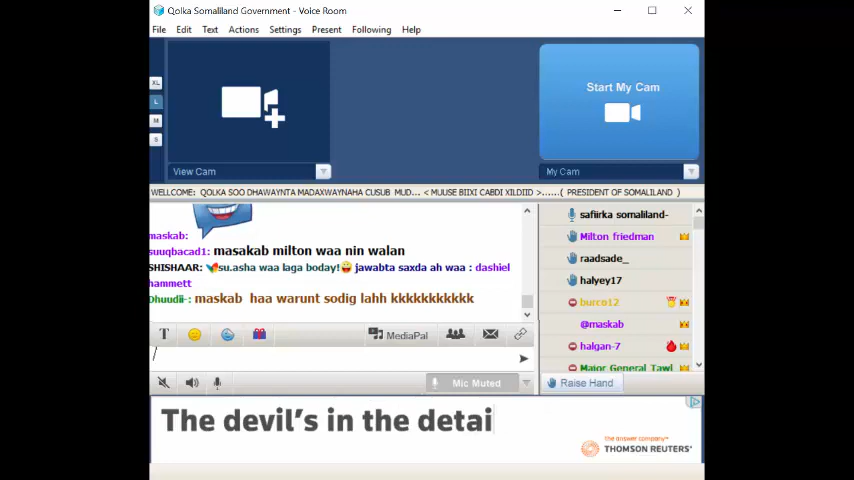 Qolka Somaliland Government - Voice Room
File Edit Text Actions Settings Present Following Help
XL
L
M
S
Start My Cam
View Cam
My Cam
WELLCOME: QOLKA SOO DHAWAYNTA MADAXWAYNAHA CUSUB MUD... < MUUSE BIIXI CABDI XILDIID >......( PRESIDENT OF SOMALILAND )
maskab:
suuqbacad1: masakab milton waa nin walan
SHISHAAR: su.asha waa laga boday! jawabta saxda ah waa : dashiel
hammett
Dhuudii-: maskab haa warunt sodig lahh kkkkkkkkkkk
safiirka somaliland-
Milton friedman
raadsade_
halyey17
burco12
@maskab
halgan-7
Major General Tawl
T
MediaPal
/
Mic Muted
Raise Hand
The devil's in the detai
the answer company™
THOMSON REUTERS®